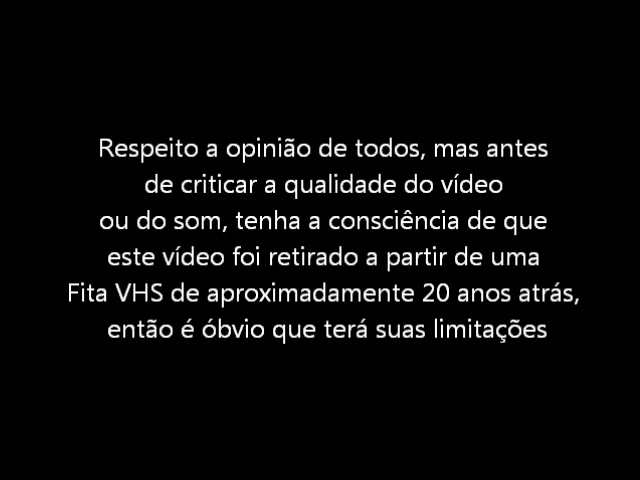 Respeito a opinião de todos, mas antes
de criticar a qualidade do vídeo
ou do som, tenha a consciência de que
este vídeo foi retirado a partir de uma
Fita VHS de aproximadamente 20 anos atrás,
então é óbvio que terá suas limitações